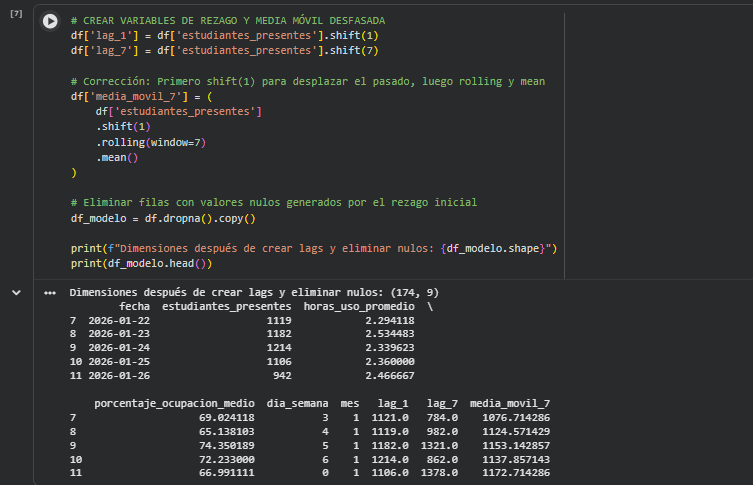 [7]
# CREAR VARIABLES DE REZAGO Y MEDIA MÓVIL DESFASADA
df['lag_1'] = df['estudiantes_presentes'].shift(1)
df['lag_7'] = df['estudiantes_presentes'].shift(7)

# Corrección: Primero shift(1) para desplazar el pasado, luego rolling y mean
df['media_movil_7'] = (
    df['estudiantes_presentes']
    .shift(1)
    .rolling(window=7)
    .mean()
)

# Eliminar filas con valores nulos generados por el rezago inicial
df_modelo = df.dropna().copy()

print(f"Dimensiones después de crear lags y eliminar nulos: {df_modelo.shape}")
print(df_modelo.head())
Dimensiones después de crear lags y eliminar nulos: (174, 9)
        fecha  estudiantes_presentes  horas_uso_promedio  \
7  2026-01-22                   1119            2.294118
8  2026-01-23                   1182            2.534483
9  2026-01-24                   1214            2.339623
10 2026-01-25                   1106            2.360000
11 2026-01-26                    942            2.466667

    porcentaje_ocupacion_medio  dia_semana  mes   lag_1   lag_7  media_movil_7
7                    69.024118           3    1  1121.0   784.0    1076.714286
8                    65.138103           4    1  1119.0   982.0    1124.571429
9                    74.350189           5    1  1182.0  1321.0    1153.142857
10                   72.233000           6    1  1214.0   862.0    1137.857143
11                   66.991111           0    1  1106.0  1378.0    1172.714286